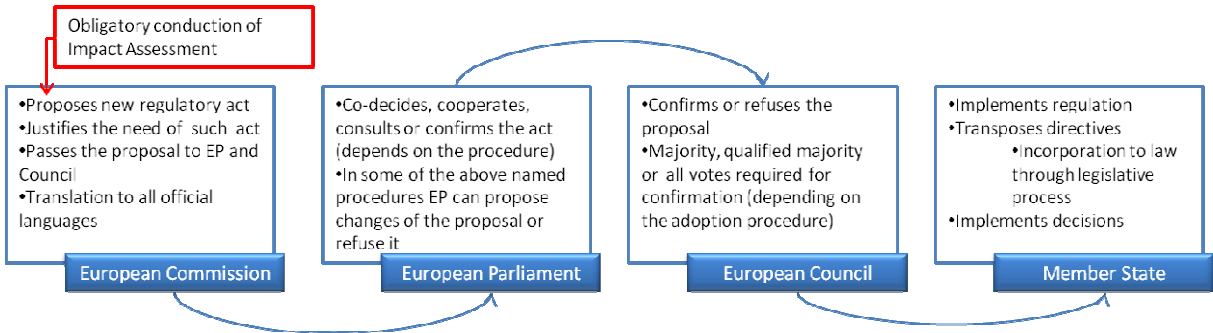 Obligatory conduction of
Impact Assessment
•Proposes new regulatory act
•Justifies the need of such act
•Passes the proposal to EP and
Council
•Translation to all official
languages
European Commission
•Co-decides, cooperates,
consults or confirms the act
(depends on the procedure)
•In some of the above named
procedures EP can propose
changes of the proposal or
refuse it
European Parliament
•Confirms or refuses the
proposal
•Majority, qualified majority
or all votes required for
confirmation (depending on
the adoption procedure)
European Council
•Implements regulation
•Transposes directives
•Incorporation to law
through legislative
process
•Implements decisions
Member State